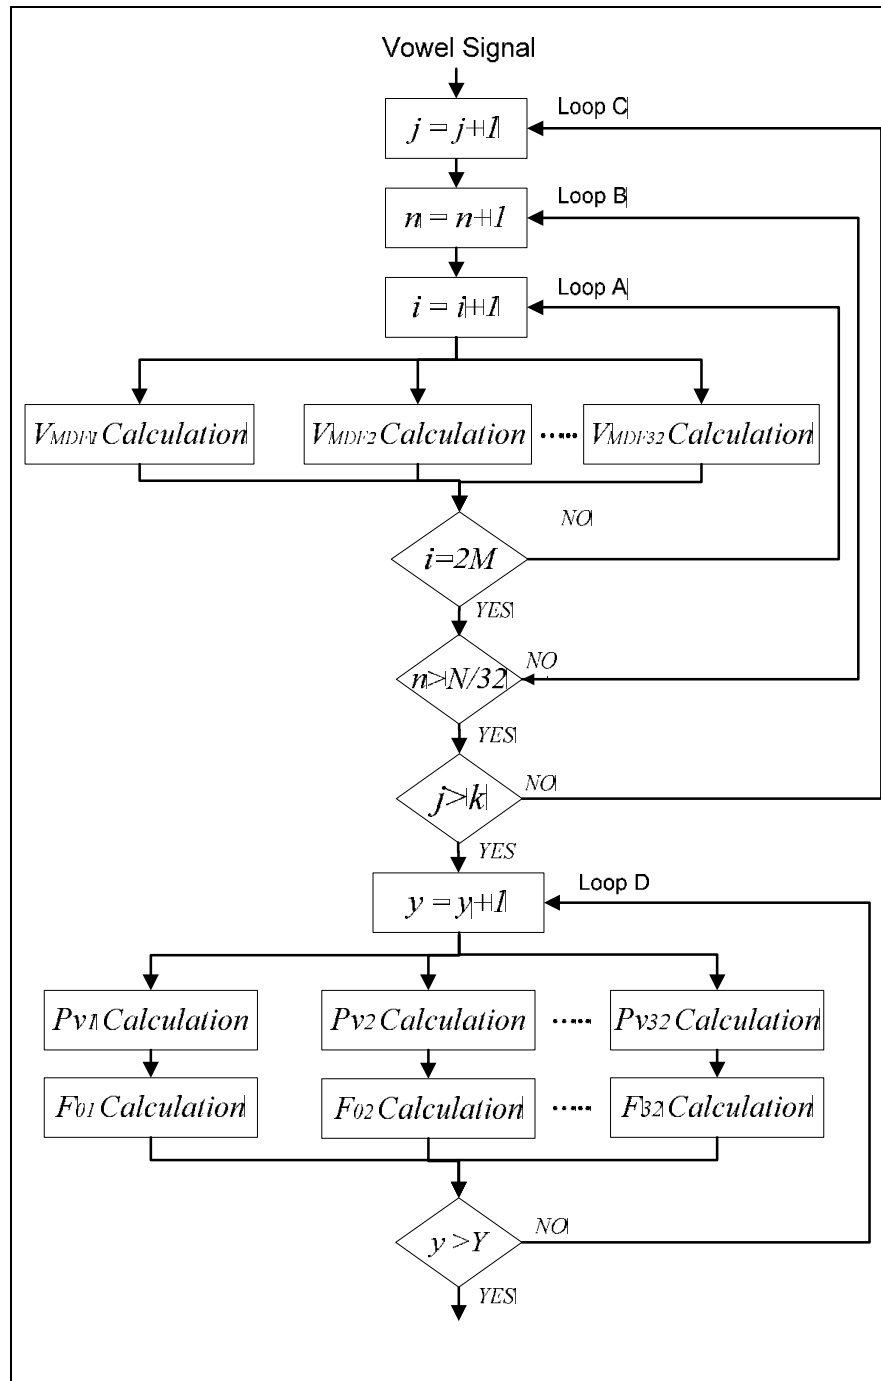 Vowel Signal
Loop C
j = j+1
Loop B
n = n+1
Loop A
i = i+1
VMDF1 Calculation
VMDF2 Calculation
......
VMDF32 Calculation
NO
i=2M
YES
NO
n>N/32
YES
j>k
NO
YES
Loop D
y = y+1
Pv1 Calculation
Pv2 Calculation
......
Pv32 Calculation
F01 Calculation
F02 Calculation
......
F32 Calculation
y >Y
NO
YES